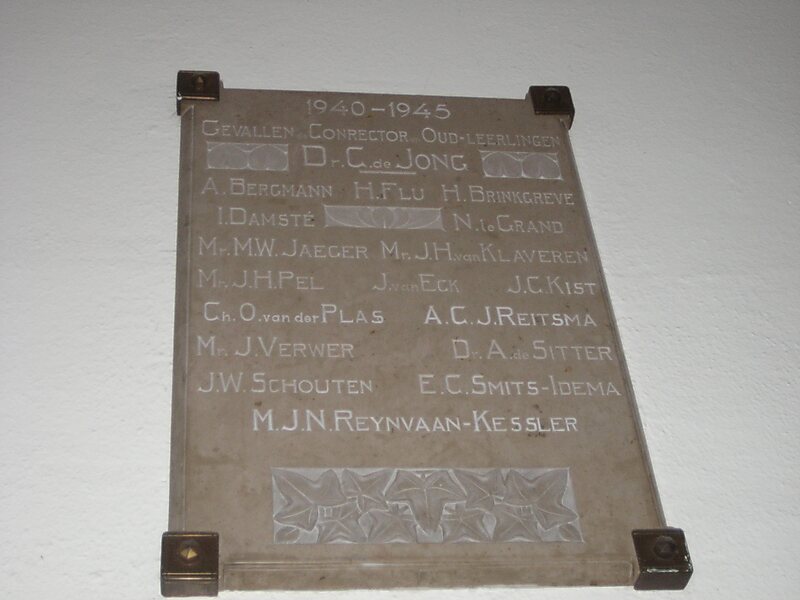 1940-1945
GEVALLEN CONRECTOR EN OUD-LEERLINGEN
Dr. C. de JONG
A. BERGMANN H. FLU H. BRINKGREVE
I. DAMSTÉ N. le GRAND
Mr. M.W. JAEGER Mr. J.H. van KLAVEREN
Mr. J.H. PEL J. van ECK J.C. KIST
Ch. O. van der PLAS A.C.J. REITSMA
Mr. J. VERWER Dr. A. de SITTER
J.W. SCHOUTEN E.C. SMITS-IDEMA
M.J.N. REYNVAAN-KESSLER